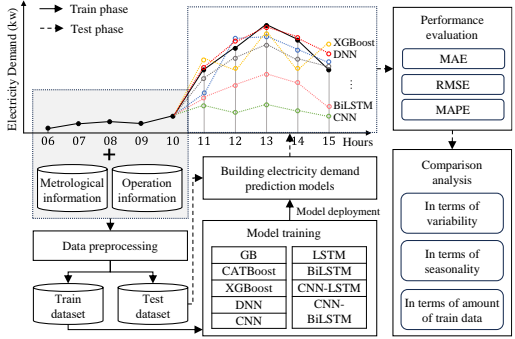 Train phase
Test phase
Electricity Demand (kw)
XGBoost
DNN
BiLSTM
CNN
06 07 08 09 10 11 12 13 14 15 Hours
+
Metrological
information
Operation
information
Data preprocessing
Train
dataset
Test
dataset
Building electricity demand
prediction models
Model deployment
Model training
GB
CATBoost
XGBoost
DNN
CNN
LSTM
BiLSTM
CNN-LSTM
CNN-
BiLSTM
Performance
evaluation
MAE
RMSE
MAPE
Comparison
analysis
In terms of
variability
In terms of
seasonality
In terms of amount
of train data